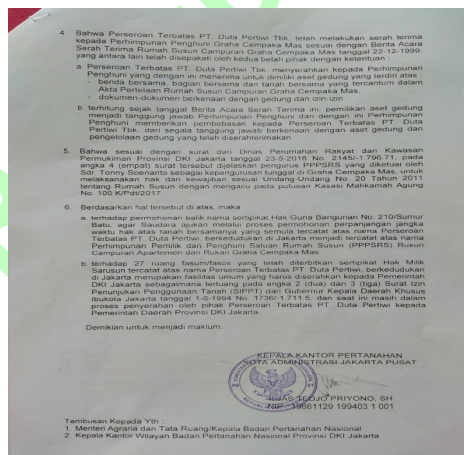 4. Bahwa Perseroan Terbatas PT. Duta Pertiwi Tbk. telah melakukan serah terima
kepada Perhimpunan Penghuni Graha Cempaka Mas sesuai dengan Berita Acara
Serah Terima Rumah Susun Campuran Graha Cempaka Mas tanggal 22-12-1999,
yang antara lain telah disepakati oleh kedua belah pihak dengan ketentuan
a. Perseroan Terbatas PT. Duta Pertiwi Tbk, menyerahkan kepada Perhimpunan
Penghuni yang dengan ini menerima untuk dimiliki aset gedung yang terdiri atas :
- benda bersama, bagian bersama dan tanah bersama yang tercantum dalam
Akta Pertelaan Rumah Susun Campuran Graha Cempaka Mas.
- dokumen-dokumen berkenaan dengan gedung dan izin-izin.
b. terhitung sejak tanggal Berita Acara Serah Terima ini, pemilikan aset gedung
menjadi tanggung jawab Perhimpunan Penghuni dan dengan ini Perhimpunan
Penghuni memberikan pembebasan kepada Perseroan Terbatas PT. Duta
Pertiwi Tbk dan segala tanggung jawab berkenaan dengan aset gedung dan
pengelolaan gedung yang telah diserahterimakan.
5. Bahwa sesuai dengan surat dari Dinas Perumahan Rakyat dan Kawasan
Permukiman Provinsi DKI Jakarta tanggal 23-5-2018 No. 2145/-1.796.71, pada
angka 4 (empat) surat tersebut dijelaskan pengurus PPPSRS yang diketuai oleh
Sdr. Tonny Soenanto sebagai kepengurusan tunggal di Graha Cempaka Mas, untuk
melaksanakan hak dan kewajiban sesuai Undang-Undang No 20 Tahun 2011
tentang Rumah Susun dengan mengacu pada putusan Kasasi Mahkamah Agung
No. 100 K/Pdt/2017.
6. Berdasarkan hal tersebut di atas, maka :
a. terhadap permohonan balik nama sertipikat Hak Guna Bangunan No. 210/Sumur
Batu, agar Saudara ajukan melalui proses permohonan perpanjangan jangka
waktu hak atas tanah bersamanya yang semula tercatat atas nama Perseroan
Terbatas PT. Duta Pertiwi, berkedudukan di Jakarta menjadi tercatat atas nama
Perhimpunan Pemilik dan Penghuni Satuan Rumah Susun (PPPSRS) Rusun
Campuran Apartemen dan Rukan Graha Cempaka Mas.
b. terhadap 27 ruang fasum/fasos yang telah diterbitkan sertipikat Hak Milik
Sarusun tercatat atas nama Perseroan Terbatas PT. Duta Pertiwi, berkedudukan
di Jakarta merupakan fasilitas umum yang harus diserahkan kepada Pemerintah
DKI Jakarta sebagaimana tertuang pada angka 2 (dua) dan 3 (tiga) Surat Izin
Penunjukan Penggunaan Tanah (SIPPT) dari Gubernur Kepala Daerah Khusus
Ibukota Jakarta tanggal 1-6-1994 No. 1736/-1.711.5, dan saat ini masih dalam
proses penyerahan oleh pihak Perseroan Terbatas PT. Duta Pertiwi kepada
Pemerintah Daerah Provinsi DKI Jakarta.
Demikian untuk menjadi maklum.
KEPALA KANTOR PERTANAHAN
KOTA ADMINISTRASI JAKARTA PUSAT
TEDJO PRIYONO, SH
NIP. 19661129 199403 1 001
Tembusan Kepada Yth :
1. Menteri Agraria dan Tata Ruang/Kepala Badan Pertanahan Nasional
2. Kepala Kantor Wilayah Badan Pertanahan Nasional Provinsi DKI Jakarta